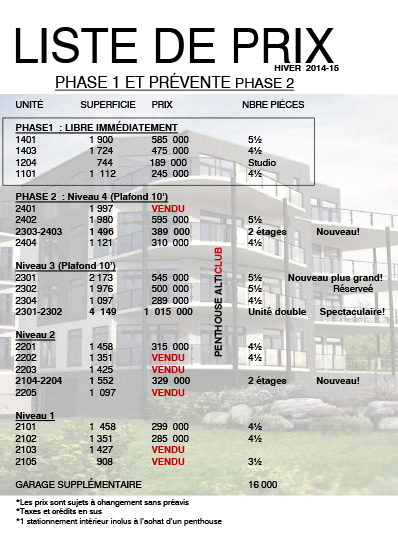 LISTE DE PRIX
HIVER 2014-15
PHASE 1 ET PRÉVENTE PHASE 2
UNITÉ SUPERFICIE PRIX NBRE PIÈCES
PHASE1 : LIBRE IMMÉDIATEMENT
1401 1 900 585 000 5½
1403 1 724 475 000 4½
1204 744 189 000 Studio
1101 1 112 245 000 4½
PHASE 2 : Niveau 4 (Plafond 10')
2401 1 997 VENDU
2402 1 980 595 000 5½
2303-2403 1 496 389 000 2 étages Nouveau!
2404 1 121 310 000 4½
Niveau 3 (Plafond 10')
2301 2 173 545 000 5½ Nouveau plus grand!
2302 1 976 500 000 5½ Réserveé
2304 1 097 289 000 4½
2301-2302 4 149 1 015 000 Unité double Spectaculaire!
PENTHOUSE ALTICLUB
Niveau 2
2201 1 458 315 000 4½
2202 1 351 VENDU 4½
2203 1 425 VENDU
2104-2204 1 552 329 000 2 étages Nouveau!
2205 1 097 VENDU
Niveau 1
2101 1 458 299 000 4½
2102 1 351 285 000 4½
2103 1 427 VENDU
2105 908 VENDU 3½
GARAGE SUPPLÉMENTAIRE 16 000
*Les prix sont sujets à changement sans préavis
*Taxes et crédits en sus
*1 stationnement intérieur inclus à l'achat d'un penthouse